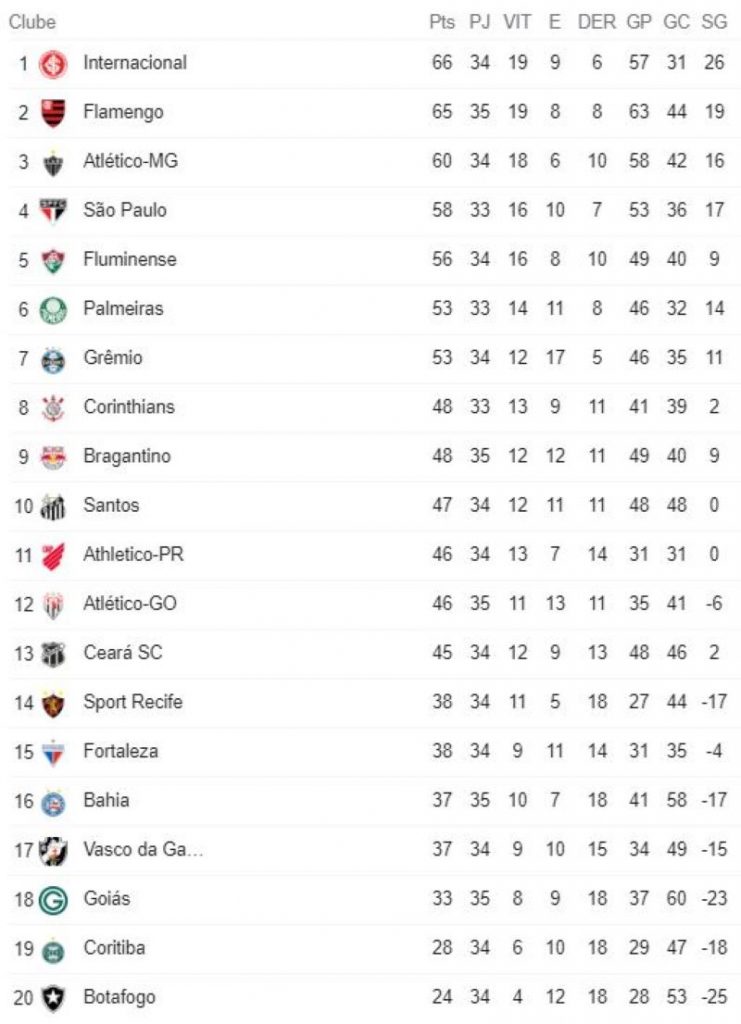 Clube Pts PJ VIT E DER GP GC SG
1 Internacional 66 34 19 9 6 57 31 26
2 Flamengo 65 35 19 8 8 63 44 19
3 Atlético-MG 60 34 18 6 10 58 42 16
4 São Paulo 58 33 16 10 7 53 36 17
5 Fluminense 56 34 16 8 10 49 40 9
6 Palmeiras 53 33 14 11 8 46 32 14
7 Grêmio 53 34 12 17 5 46 35 11
8 Corinthians 48 33 13 9 11 41 39 2
9 Bragantino 48 35 12 12 11 49 40 9
10 Santos 47 34 12 11 11 48 48 0
11 Athletico-PR 46 34 13 7 14 31 31 0
12 Atlético-GO 46 35 11 13 11 35 41 -6
13 Ceará SC 45 34 12 9 13 48 46 2
14 Sport Recife 38 34 11 5 18 27 44 -17
15 Fortaleza 38 34 9 11 14 31 35 -4
16 Bahia 37 35 10 7 18 41 58 -17
17 Vasco da Ga... 37 34 9 10 15 34 49 -15
18 Goiás 33 35 8 9 18 37 60 -23
19 Coritiba 28 34 6 10 18 29 47 -18
20 Botafogo 24 34 4 12 18 28 53 -25